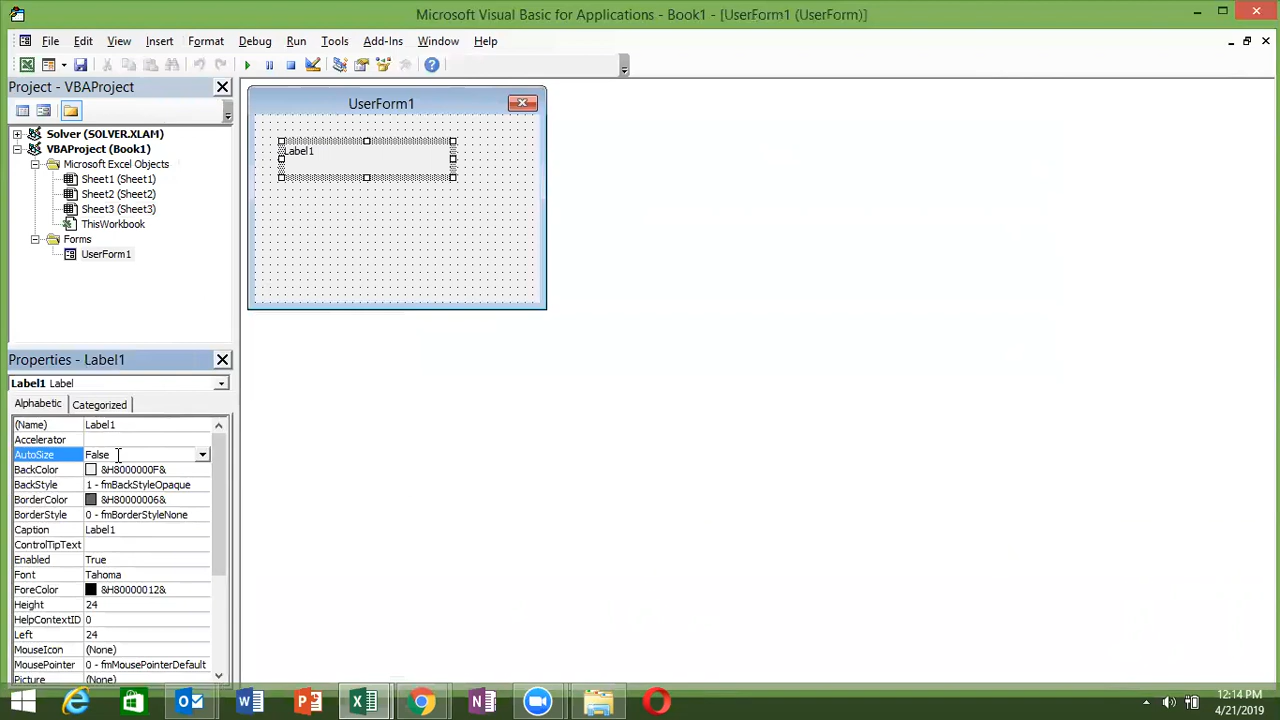 Microsoft Visual Basic for Applications - Book1 - [UserForm1 (UserForm)]
File Edit View Insert Format Debug Run Tools Add-Ins Window Help
Project - VBAProject
Solver (SOLVER.XLAM)
VBAProject (Book1)
Microsoft Excel Objects
Sheet1 (Sheet1)
Sheet2 (Sheet2)
Sheet3 (Sheet3)
ThisWorkbook
Forms
UserForm1
UserForm1
Label1
Properties - Label1
Label1 Label
Alphabetic Categorized
(Name) Label1
Accelerator
AutoSize False
BackColor &H8000000F&
BackStyle 1 - fmBackStyleOpaque
BorderColor &H80000006&
BorderStyle 0 - fmBorderStyleNone
Caption Label1
ControlTipText
Enabled True
Font Tahoma
ForeColor &H80000012&
Height 24
HelpContextID 0
Left 24
MouseIcon (None)
MousePointer 0 - fmMousePointerDefault
Picture (None)
12:14 PM
4/21/2019